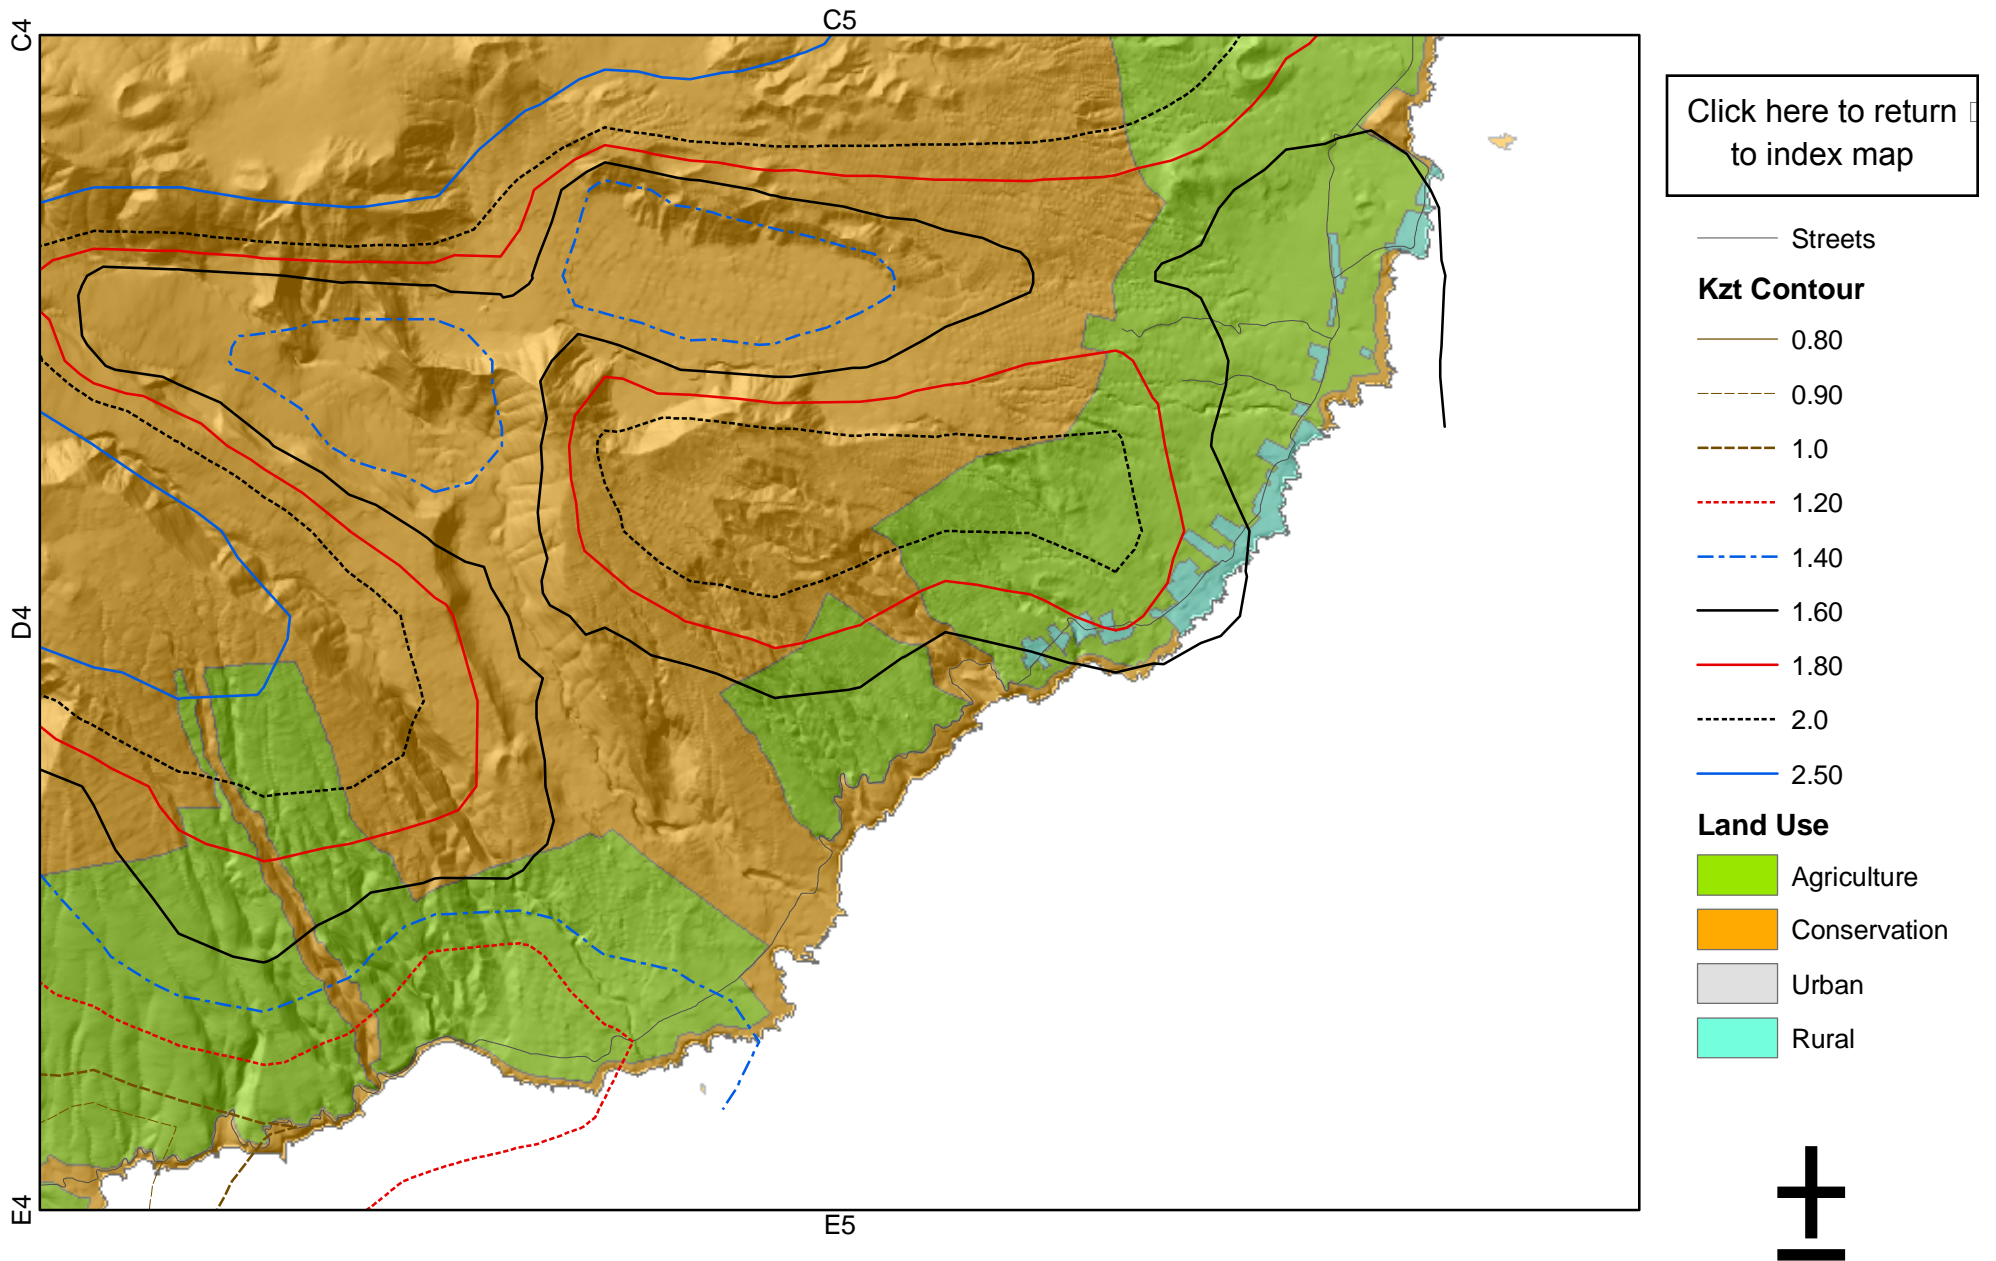 C4
C5
D4
E4
E5
Click here to return
to index map
Streets
Kzt Contour
0.80
0.90
1.0
1.20
1.40
1.60
1.80
2.0
2.50
Land Use
Agriculture
Conservation
Urban
Rural